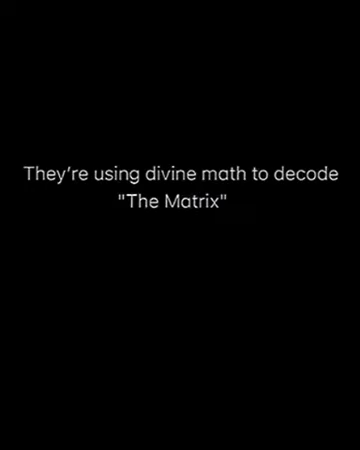 They're using divine math to decode
"The Matrix"